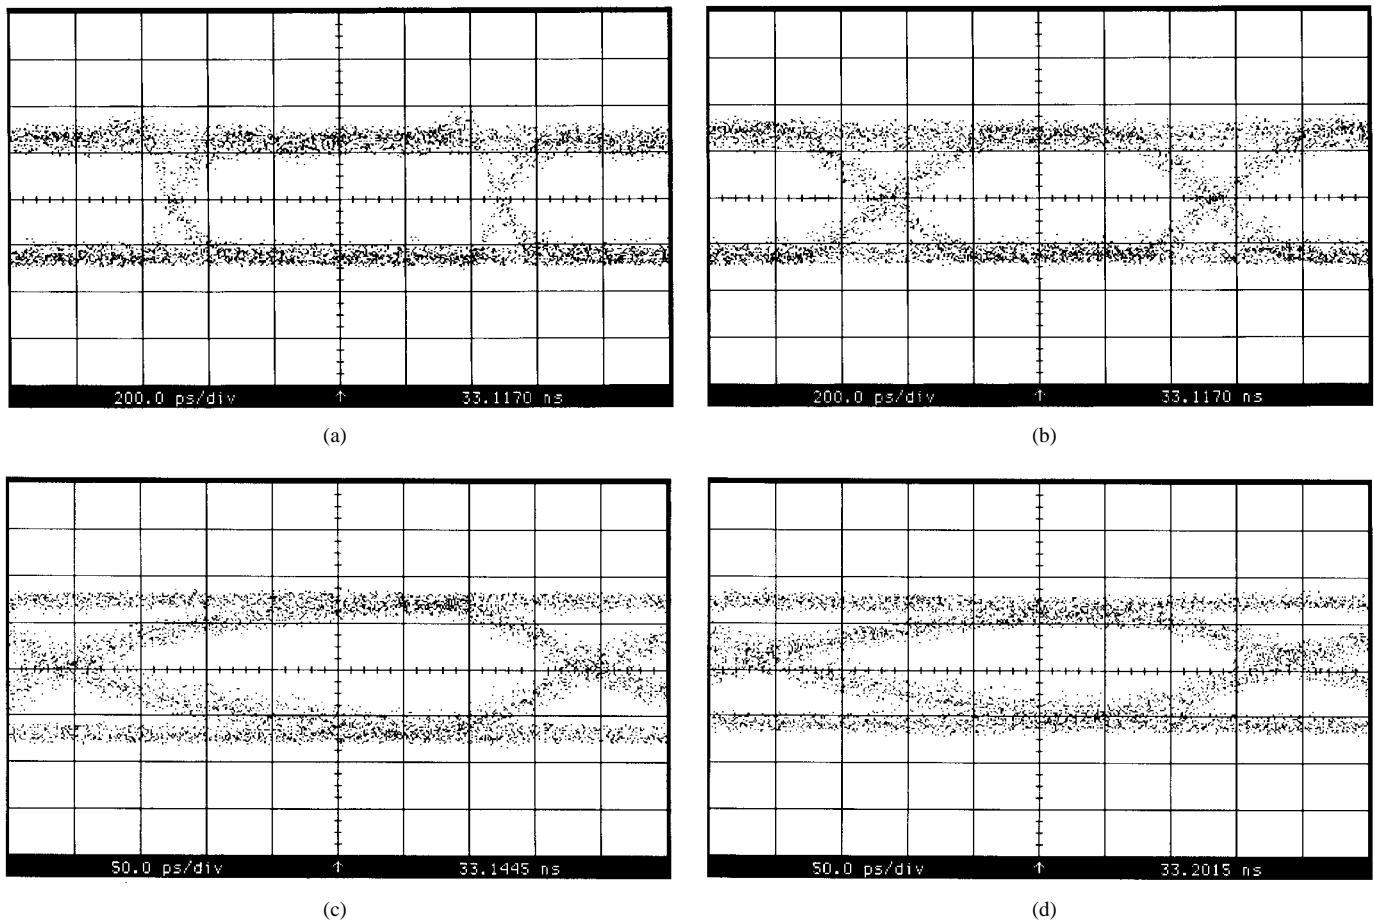 200.0 ps/div ↑ 33.1170 ns
200.0 ps/div ↑ 33.1170 ns
(a)
(b)
50.0 ps/div ↑ 33.1445 ns
50.0 ps/div ↑ 33.2015 ns
(c)
(d)